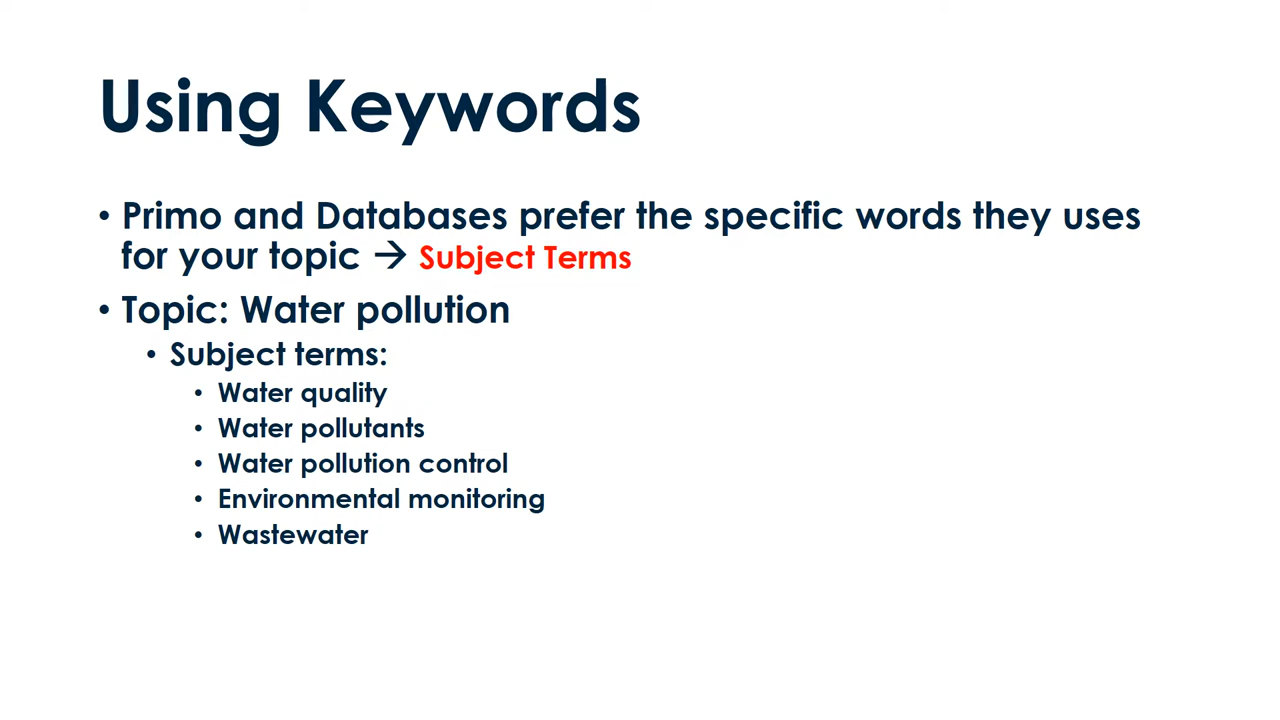 Using Keywords
• Primo and Databases prefer the specific words they uses
for your topic → Subject Terms
• Topic: Water pollution
• Subject terms:
• Water quality
• Water pollutants
• Water pollution control
• Environmental monitoring
• Wastewater